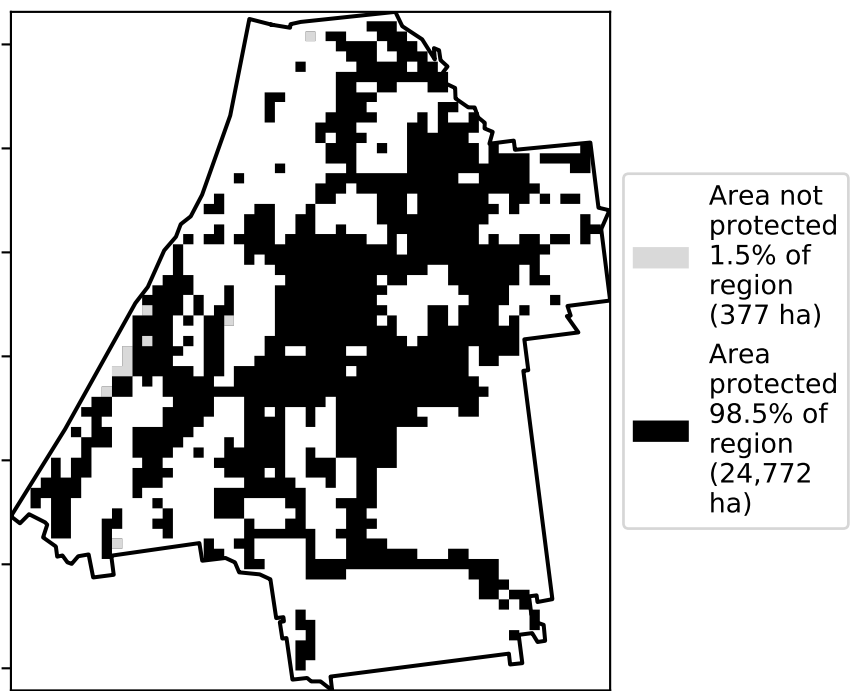 Area not
protected
1.5% of
region
(377 ha)
Area
protected
98.5% of
region
(24,772
ha)